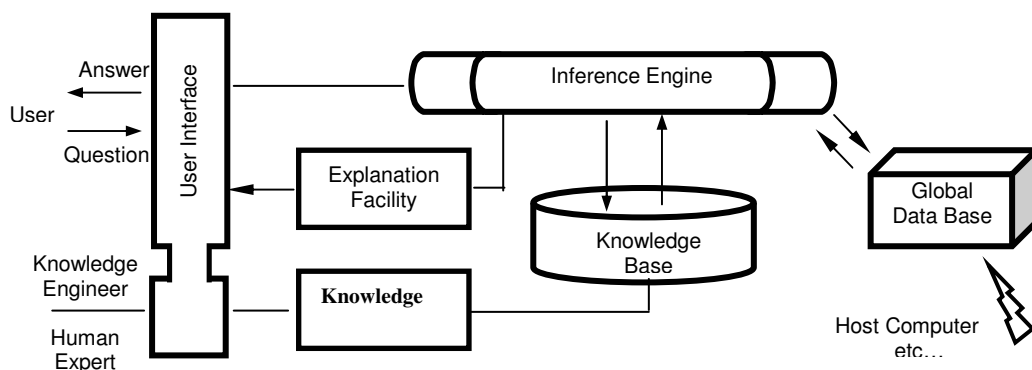 Answer
User
Question
User Interface
Inference Engine
Explanation
Facility
Knowledge
Base
Global
Data Base
Knowledge
Engineer
Human
Expert
Knowledge
Host Computer
etc…